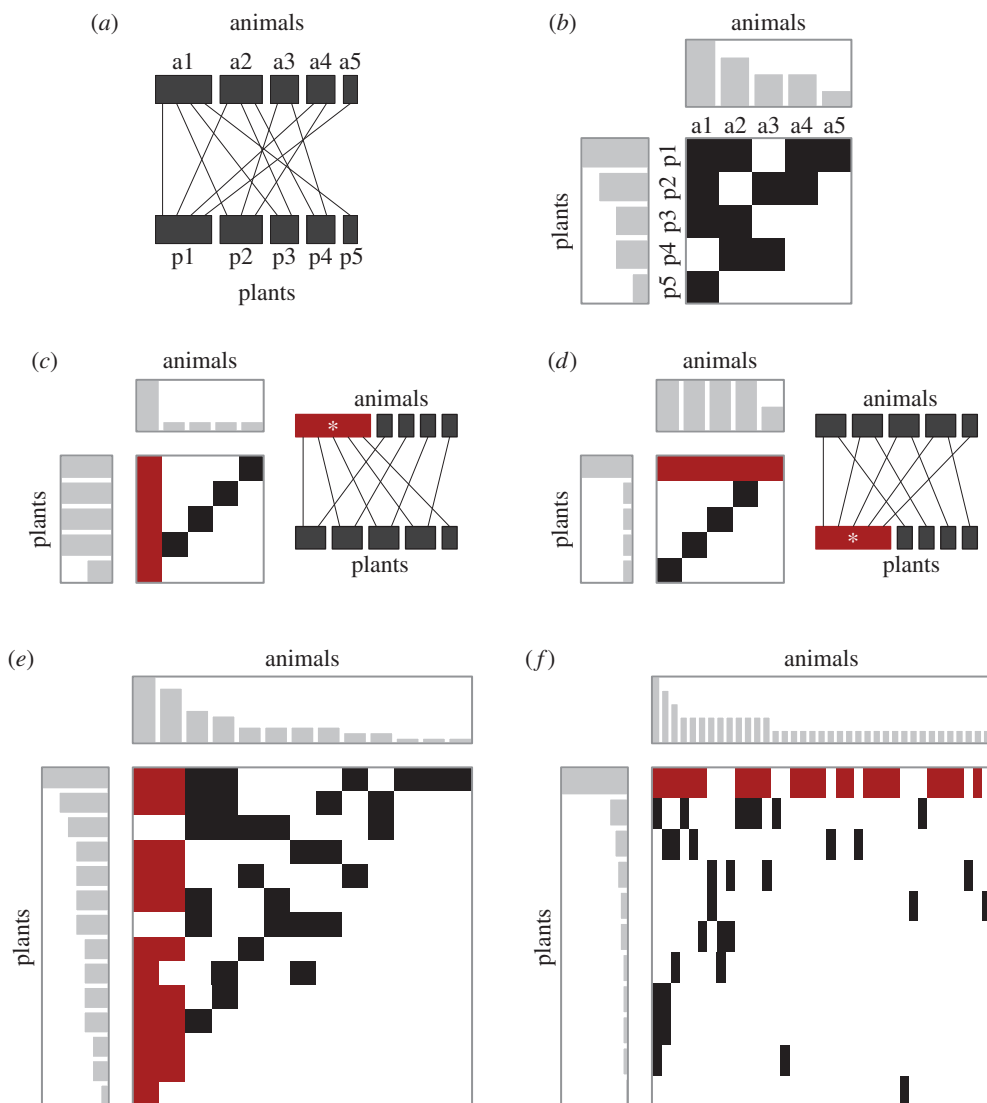 (a)
animals
a1 a2 a3 a4 a5
p1 p2 p3 p4 p5
plants
(b)
animals
a1 a2 a3 a4 a5
plants
p1
p2
p3
p4
p5
(c)
animals
plants
animals
*
plants
(d)
animals
plants
animals
*
plants
(e)
animals
plants
(f)
animals
plants